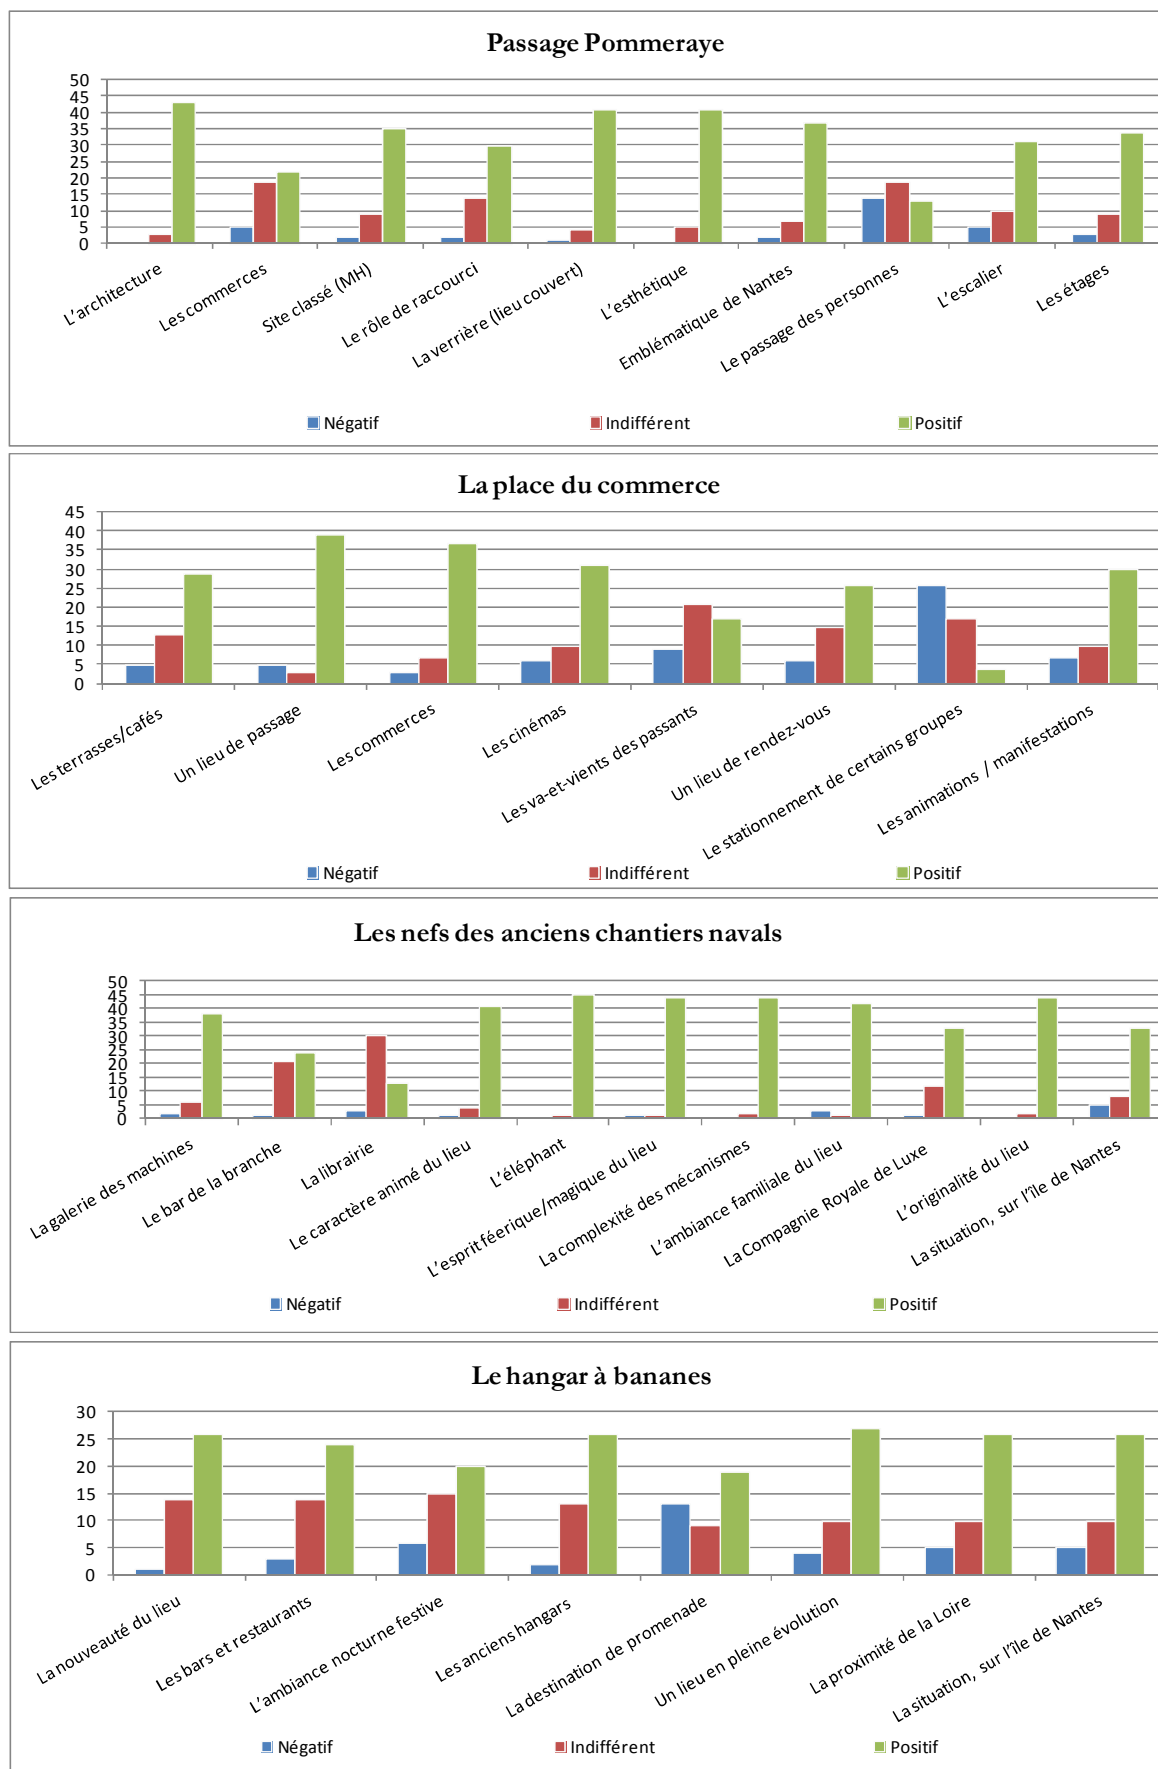 Passage Pommeraye
50
45
40
35
30
25
20
15
10
5
0
L'architecture
Les commerces
Site classé (MH)
Le rôle de raccourci
La verrière (lieu couvert)
L'esthétique
Emblématique de Nantes
Le passage des personnes
L'escalier
Les étages
Négatif Indifférent Positif
La place du commerce
45
40
35
30
25
20
15
10
5
0
Les terrasses/cafés
Un lieu de passage
Les commerces
Les cinémas
Les va-et-vients des passants
Un lieu de rendez-vous
Le stationnement de certains groupes
Les animations / manifestations
Négatif Indifférent Positif
Les nefs des anciens chantiers navals
50
45
40
35
30
25
20
15
10
5
0
La galerie des machines
Le bar de la branche
La librairie
Le caractère animé du lieu
L'éléphant
L'esprit féerique/magique du lieu
La complexité des mécanismes
L'ambiance familiale du lieu
La Compagnie Royale de Luxe
L'originalité du lieu
La situation, sur l'île de Nantes
Négatif Indifférent Positif
Le hangar à bananes
30
25
20
15
10
5
0
La nouveauté du lieu
Les bars et restaurants
L'ambiance nocturne festive
Les anciens hangars
La destination de promenade
Un lieu en pleine évolution
La proximité de la Loire
La situation, sur l'île de Nantes
Négatif Indifférent Positif